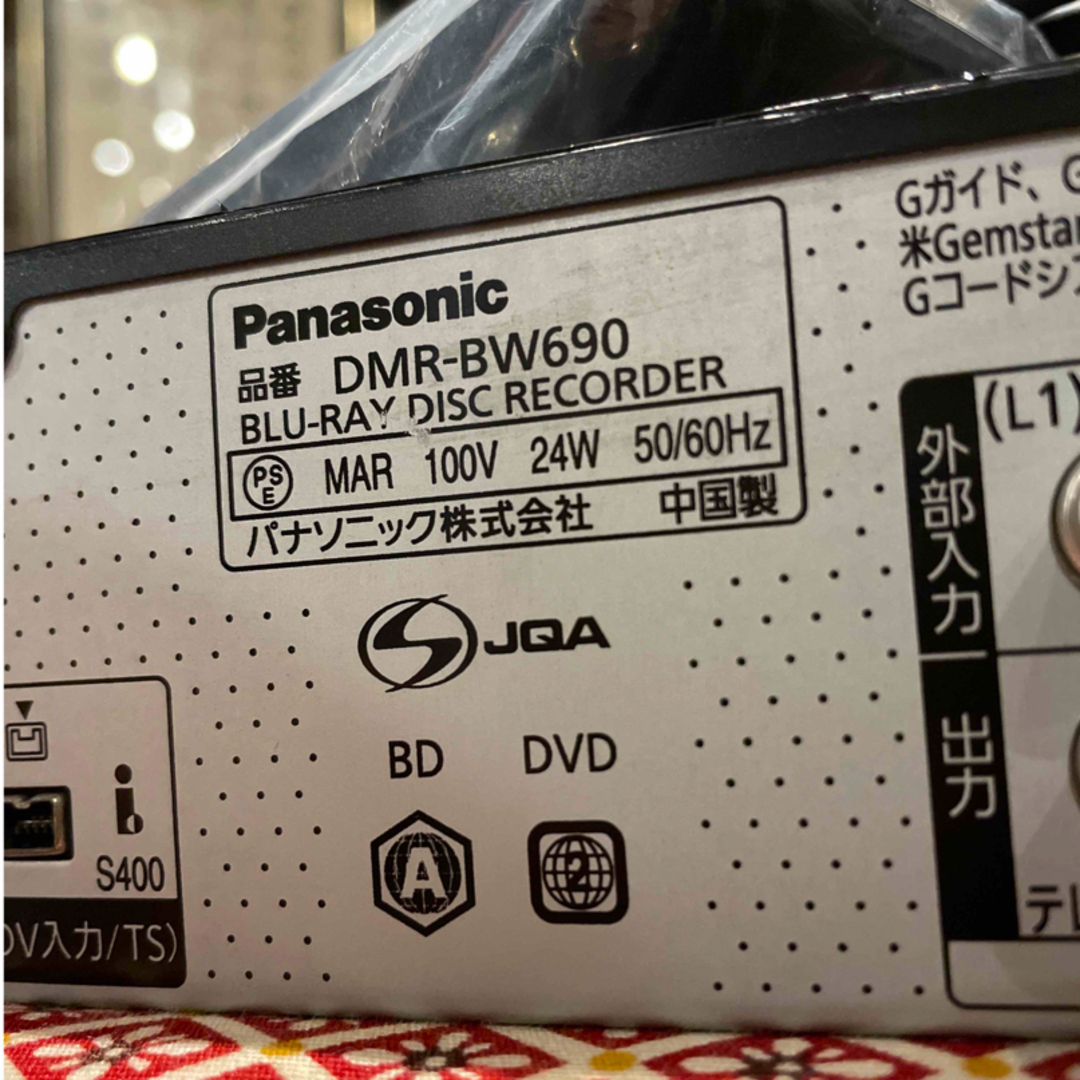 Gガイド、G
米Gemstar
Gコードシス
Panasonic
品番 DMR-BW690
BLU-RAY DISC RECORDER
PSE MAR 100V 24W 50/60Hz
パナソニック株式会社 中国製
JQA
BD DVD
A 2
i
S400
DV入力/TS)
(L1)
外部入力
出力
テレ